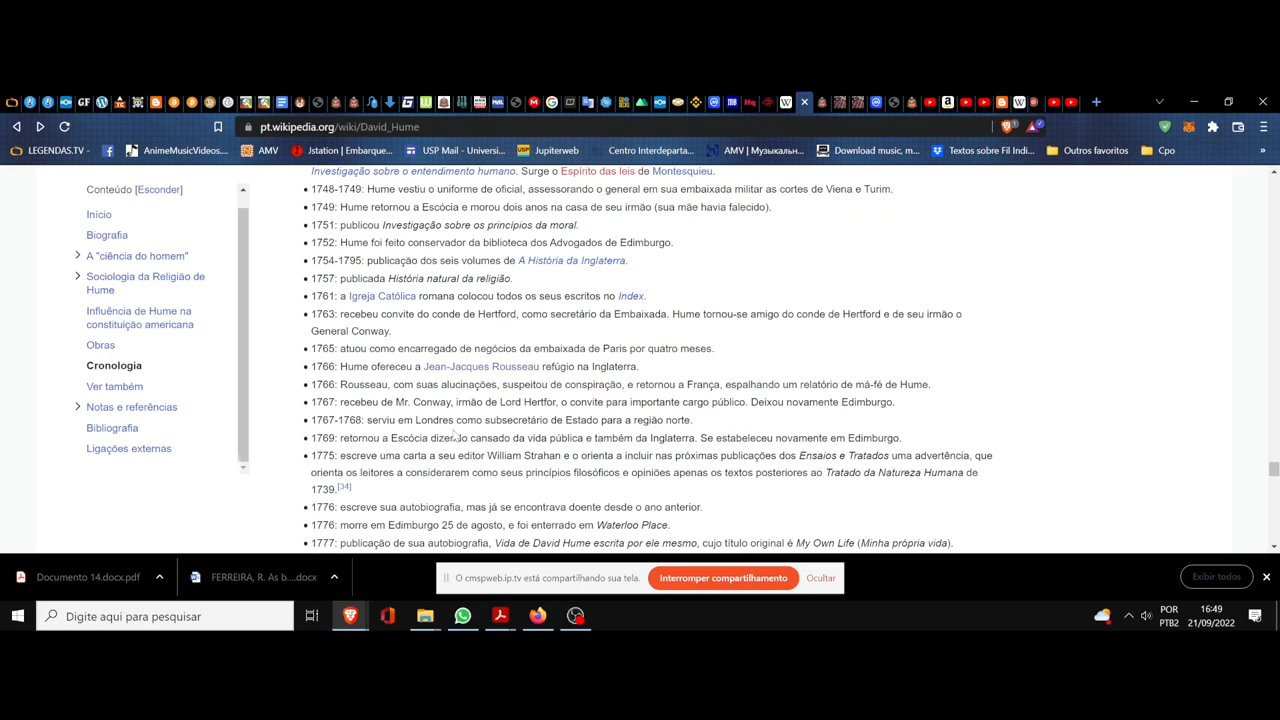 pt.wikipedia.org/wiki/David_Hume
LEGENDAS.TV - AnimeMusicVideos... AMV Jstation | Embarque... USP Mail - Universi... Jupiterweb Centro Interdeparta... AMV | Музыкальн... Download music, m... Textos sobre Fil Indi... Outros favoritos Cpo »
Conteúdo [Esconder]
Início
Biografia
A "ciência do homem"
Sociologia da Religião de
Hume
Influência de Hume na
constituição americana
Obras
Cronologia
Ver também
Notas e referências
Bibliografia
Ligações externas
Investigação sobre o entendimento humano. Surge o Espírito das leis de Montesquieu.
• 1748-1749: Hume vestiu o uniforme de oficial, assessorando o general em sua embaixada militar as cortes de Viena e Turim.
• 1749: Hume retornou a Escócia e morou dois anos na casa de seu irmão (sua mãe havia falecido).
• 1751: publicou Investigação sobre os princípios da moral.
• 1752: Hume foi feito conservador da biblioteca dos Advogados de Edimburgo.
• 1754-1795: publicação dos seis volumes de A História da Inglaterra.
• 1757: publicada História natural da religião.
• 1761: a Igreja Católica romana colocou todos os seus escritos no Index.
• 1763: recebeu convite do conde de Hertford, como secretário da Embaixada. Hume tornou-se amigo do conde de Hertford e de seu irmão o
General Conway.
• 1765: atuou como encarregado de negócios da embaixada de Paris por quatro meses.
• 1766: Hume ofereceu a Jean-Jacques Rousseau refúgio na Inglaterra.
• 1766: Rousseau, com suas alucinações, suspeitou de conspiração, e retornou a França, espalhando um relatório de má-fé de Hume.
• 1767: recebeu de Mr. Conway, irmão de Lord Hertfor, o convite para importante cargo público. Deixou novamente Edimburgo.
• 1767-1768: serviu em Londres como subsecretário de Estado para a região norte.
• 1769: retornou a Escócia dizendo cansado da vida pública e também da Inglaterra. Se estabeleceu novamente em Edimburgo.
• 1775: escreve uma carta a seu editor William Strahan e o orienta a incluir nas próximas publicações dos Ensaios e Tratados uma advertência, que
orienta os leitores a considerarem como seus princípios filosóficos e opiniões apenas os textos posteriores ao Tratado da Natureza Humana de
1739.[34]
• 1776: escreve sua autobiografia, mas já se encontrava doente desde o ano anterior.
• 1776: morre em Edimburgo 25 de agosto, e foi enterrado em Waterloo Place.
• 1777: publicação de sua autobiografia, Vida de David Hume escrita por ele mesmo, cujo título original é My Own Life (Minha própria vida).
Documento 14.docx.pdf FERREIRA, R. As b....docx Exibir todos
O cmspweb.ip.tv está compartilhando sua tela. Interromper compartilhamento Ocultar
Digite aqui para pesquisar
POR 16:49
PTB2 21/09/2022